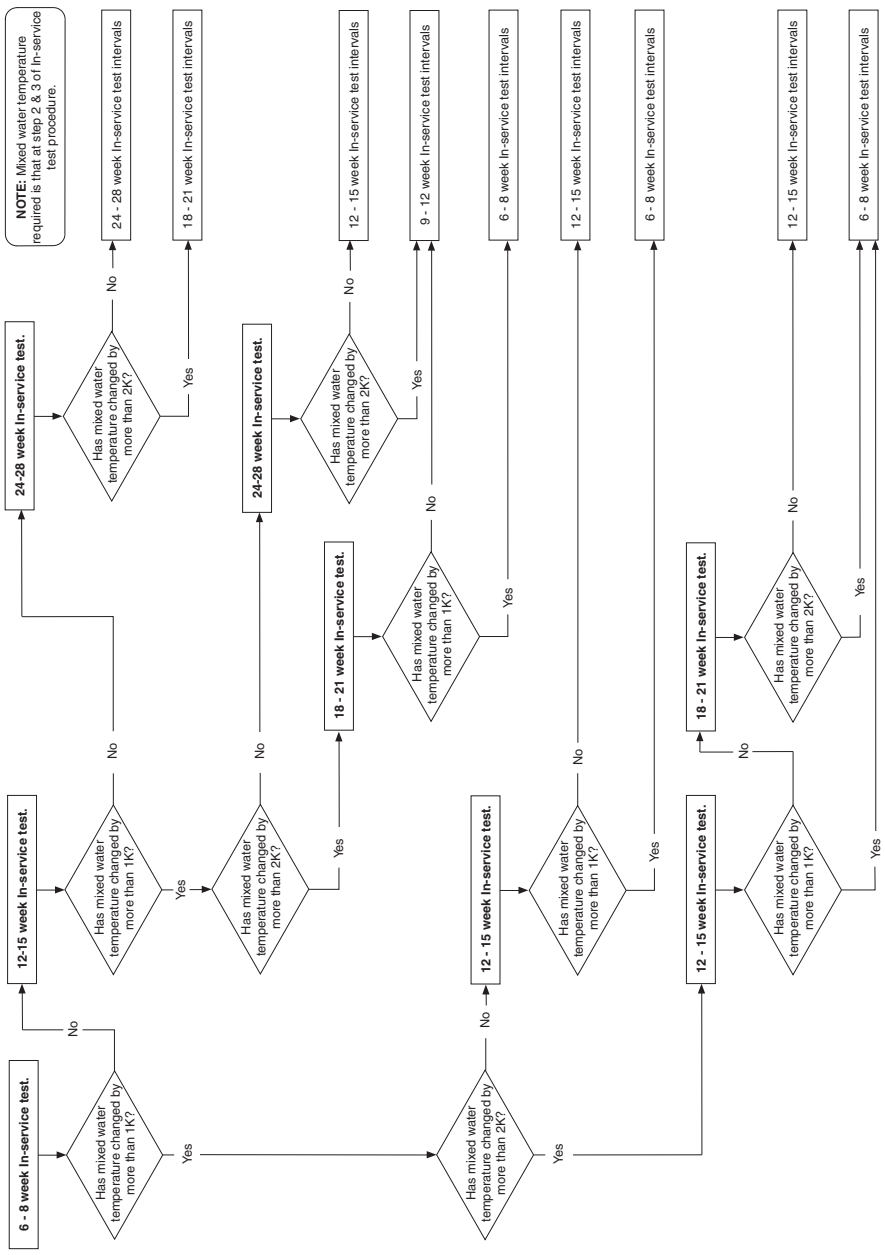 6 - 8 week In-service test.
Has mixed water
temperature changed by
more than 1K?
No
Yes
12-15 week In-service test.
Has mixed water
temperature changed by
more than 1K?
No
Yes
Has mixed water
temperature changed by
more than 2K?
No
Yes
24-28 week In-service test.
Has mixed water
temperature changed by
more than 2K?
No
Yes
NOTE: Mixed water temperature
required is that at step 2 & 3 of In-service
test procedure.
24 - 28 week In-service test intervals
18 - 21 week In-service test intervals
24-28 week In-service test.
Has mixed water
temperature changed by
more than 2K?
No
Yes
12 - 15 week In-service test intervals
9 - 12 week In-service test intervals
18 - 21 week In-service test.
Has mixed water
temperature changed by
more than 1K?
No
Yes
6 - 8 week In-service test intervals
Has mixed water
temperature changed by
more than 2K?
No
Yes
12 - 15 week In-service test.
Has mixed water
temperature changed by
more than 1K?
No
Yes
12 - 15 week In-service test intervals
6 - 8 week In-service test intervals
12 - 15 week In-service test.
Has mixed water
temperature changed by
more than 1K?
No
Yes
18 - 21 week In-service test.
Has mixed water
temperature changed by
more than 2K?
No
Yes
12 - 15 week In-service test intervals
6 - 8 week In-service test intervals